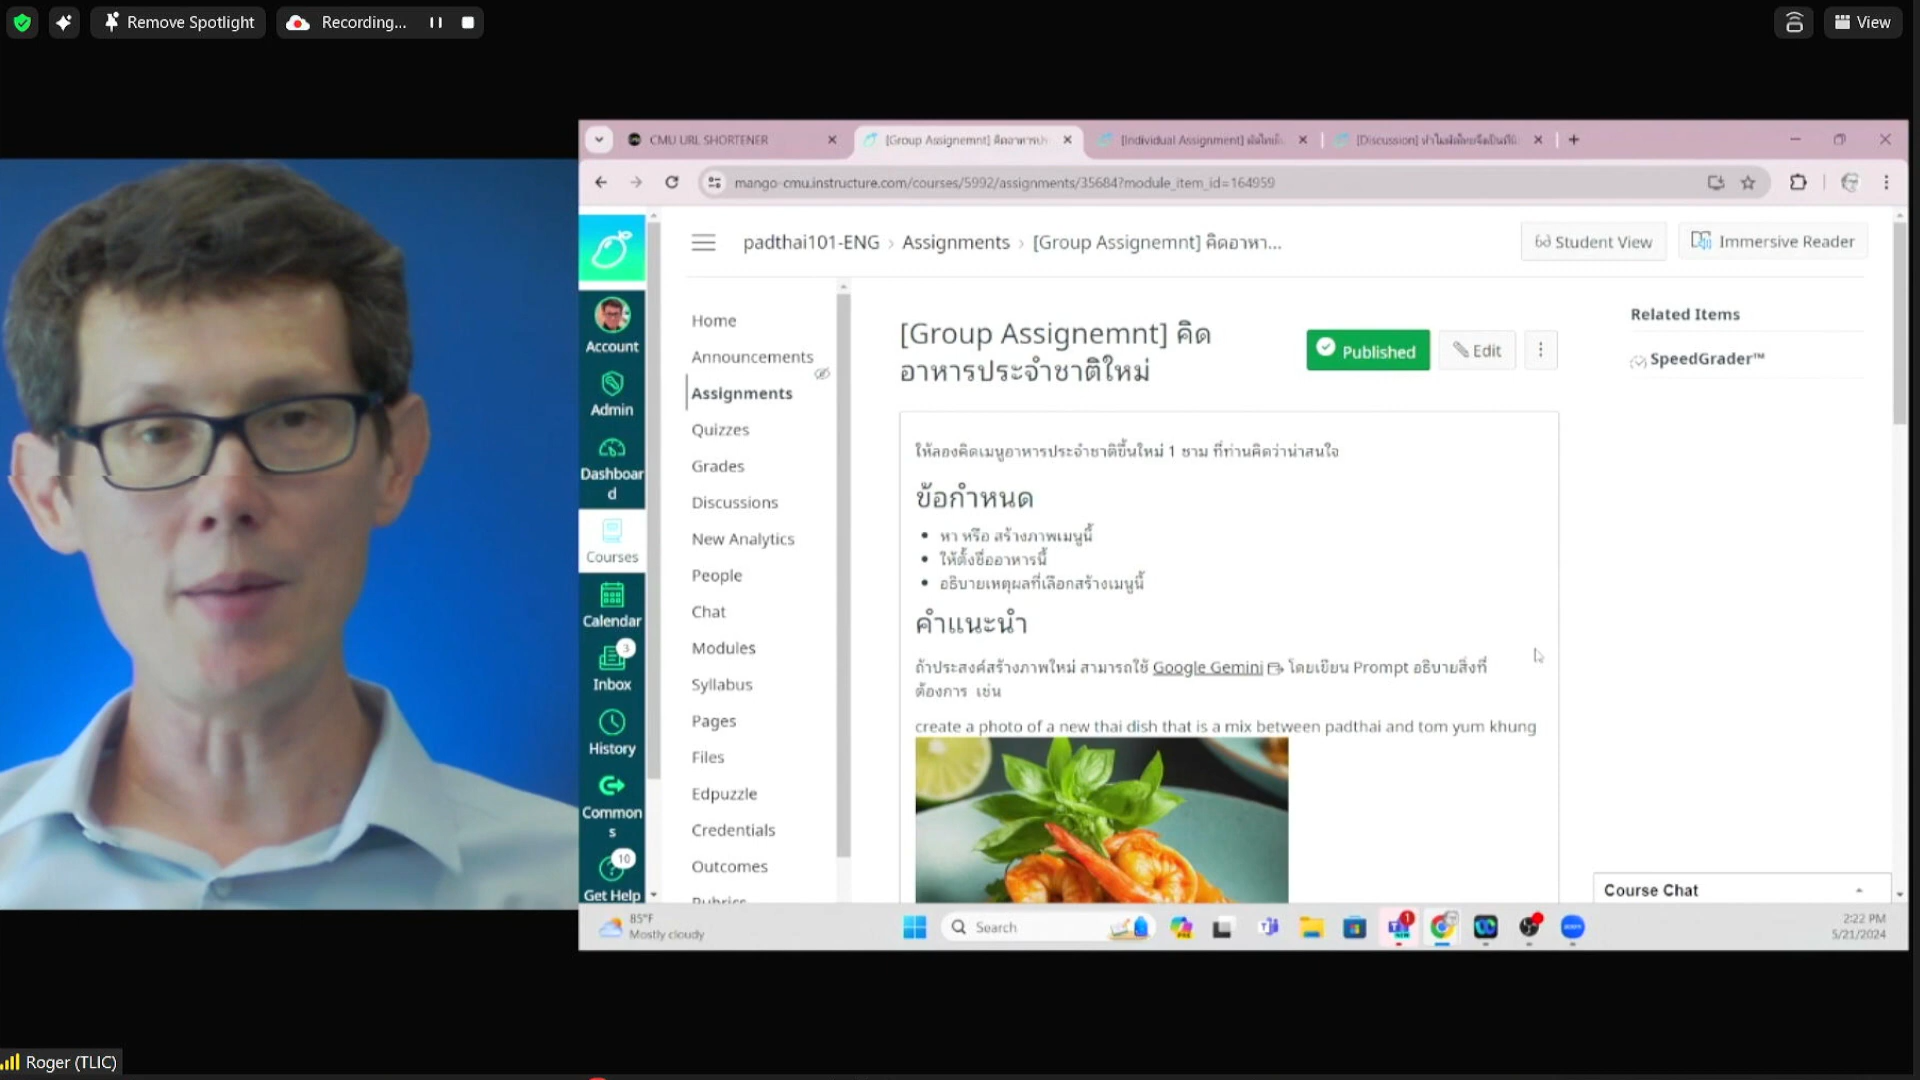 Remove Spotlight
Recording...
View
CMU URL SHORTENER
[Group Assignemnt] คิดอาหารปร
[Individual Assignment] ผัดไทยใ
mango-cmu.instructure.com/courses/5992/assignments/35684?module_item_id=164959
padthai101-ENG › Assignments › [Group Assignemnt] คิดอาหา...
Student View
Immersive Reader
Account
Admin
Dashboar
d
Courses
Calendar
3
Inbox
History
Common
s
10
Get Help
Home
Announcements
Assignments
Quizzes
Grades
Discussions
New Analytics
People
Chat
Modules
Syllabus
Pages
Files
Edpuzzle
Credentials
Outcomes
Rubrics
[Group Assignemnt] คิด
อาหารประจำชาติใหม่
Published
Edit
Related Items
SpeedGrader™
ให้ลองคิดเมนูอาหารประจำชาติขึ้นใหม่ 1 ชาม ที่ท่านคิดว่าน่าสนใจ
ข้อกำหนด
หา หรือ สร้างภาพเมนูนี้
ให้ตั้งชื่ออาหารนี้
อธิบายเหตุผลที่เลือกสร้างเมนูนี้
คำแนะนำ
ถ้าประสงค์สร้างภาพใหม่ สามารถใช้ Google Gemini โดยเขียน Prompt อธิบายสิ่งที่
ต้องการ เช่น
create a photo of a new thai dish that is a mix between padthai and tom yum khung
Course Chat
85°F
Mostly cloudy
Search
1
2:22 PM
5/21/2024
Roger (TLIC)